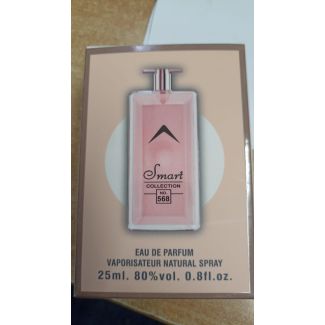 Smart
COLLECTION
NO.
568
EAU DE PARFUM
VAPORISATEUR NATURAL SPRAY
25ml. 80%vol. 0.8fl.oz.